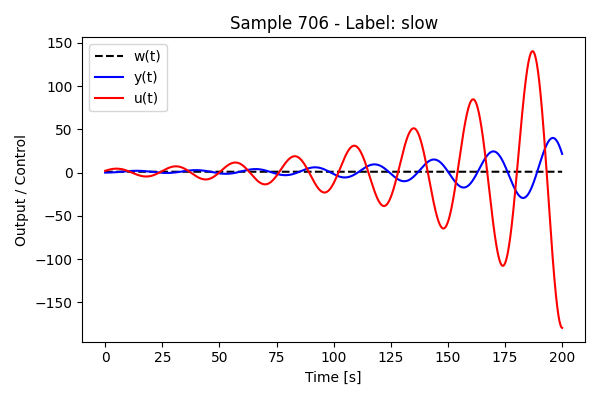 Sample 706 - Label: slow
w(t)
y(t)
u(t)
Output / Control
150
100
50
0
−50
−100
−150
0 25 50 75 100 125 150 175 200
Time [s]